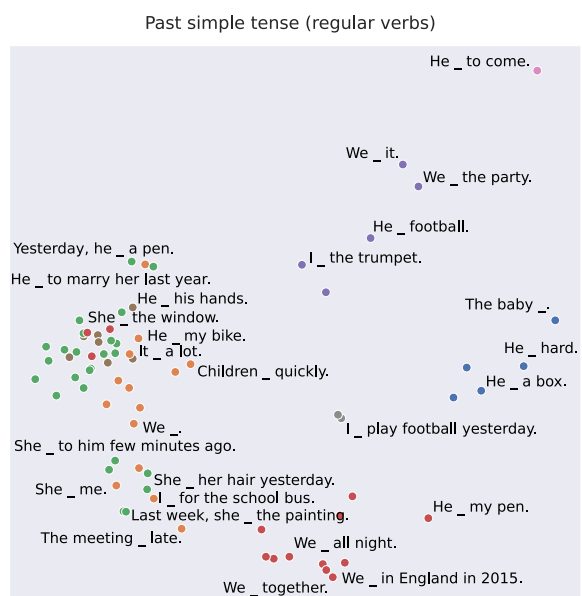 Past simple tense (regular verbs)
He _ to come.
We _ it.
We _ the party.
He _ football.
Yesterday, he _ a pen.
I _ the trumpet.
He _ to marry her last year.
He _ his hands.
The baby _.
She _ the window.
He _ my bike.
He _ hard.
It _ a lot.
Children _ quickly.
He _ a box.
We _.
I _ play football yesterday.
She _ to him few minutes ago.
She _ her hair yesterday.
She _ me.
I _ for the school bus.
He _ my pen.
Last week, she _ the painting.
The meeting _ late.
We _ all night.
We _ in England in 2015.
We _ together.